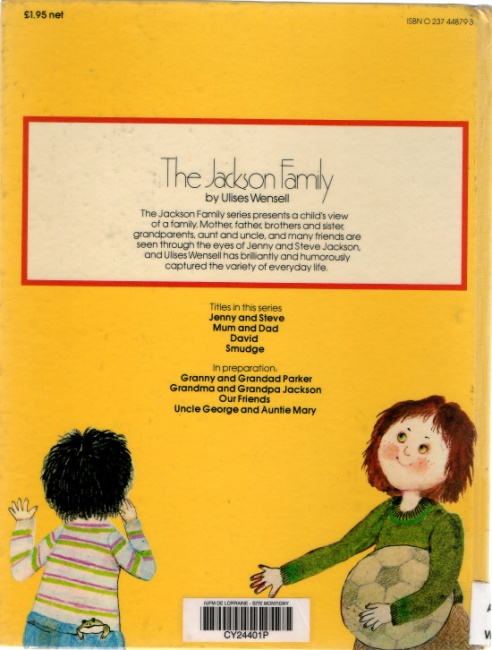 £1.95 net
ISBN 0 237 44879 3
The Jackson Family
by Ulises Wensell
The Jackson Family series presents a child's view
of a family. Mother, father, brothers and sister,
grandparents, aunt and uncle, and many friends are
seen through the eyes of Jenny and Steve Jackson,
and Ulises Wensell has brilliantly and humorously
captured the variety of everyday life.
Titles in this series
Jenny and Steve
Mum and Dad
David
Smudge
In preparation:
Granny and Grandad Parker
Grandma and Grandpa Jackson
Our Friends
Uncle George and Auntie Mary
IUFM DE LORRAINE - SITE MONTIGNY
CY24401P
A
W